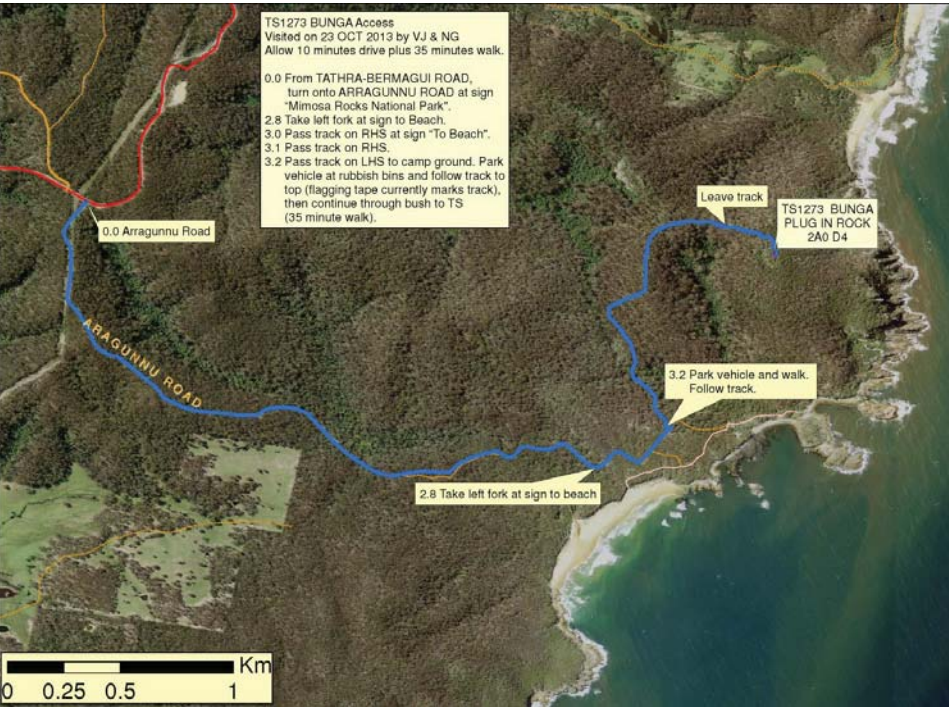 TS1273 BUNGA Access
Visited on 23 OCT 2013 by VJ & NG
Allow 10 minutes drive plus 35 minutes walk.
0.0 From TATHRA-BERMAGUI ROAD,
turn onto ARRAGUNNU ROAD at sign
"Mimosa Rocks National Park".
2.8 Take left fork at sign to Beach.
3.0 Pass track on RHS at sign "To Beach".
3.1 Pass track on RHS.
3.2 Pass track on LHS to camp ground. Park
vehicle at rubbish bins and follow track to
top (flagging tape currently marks track),
then continue through bush to TS
(35 minute walk).
Leave track
TS1273 BUNGA
PLUG IN ROCK
2A0 D4
0.0 Arragunnu Road
ARAGUNNU ROAD
3.2 Park vehicle and walk.
Follow track.
2.8 Take left fork at sign to beach
Km
0 0.25 0.5 1